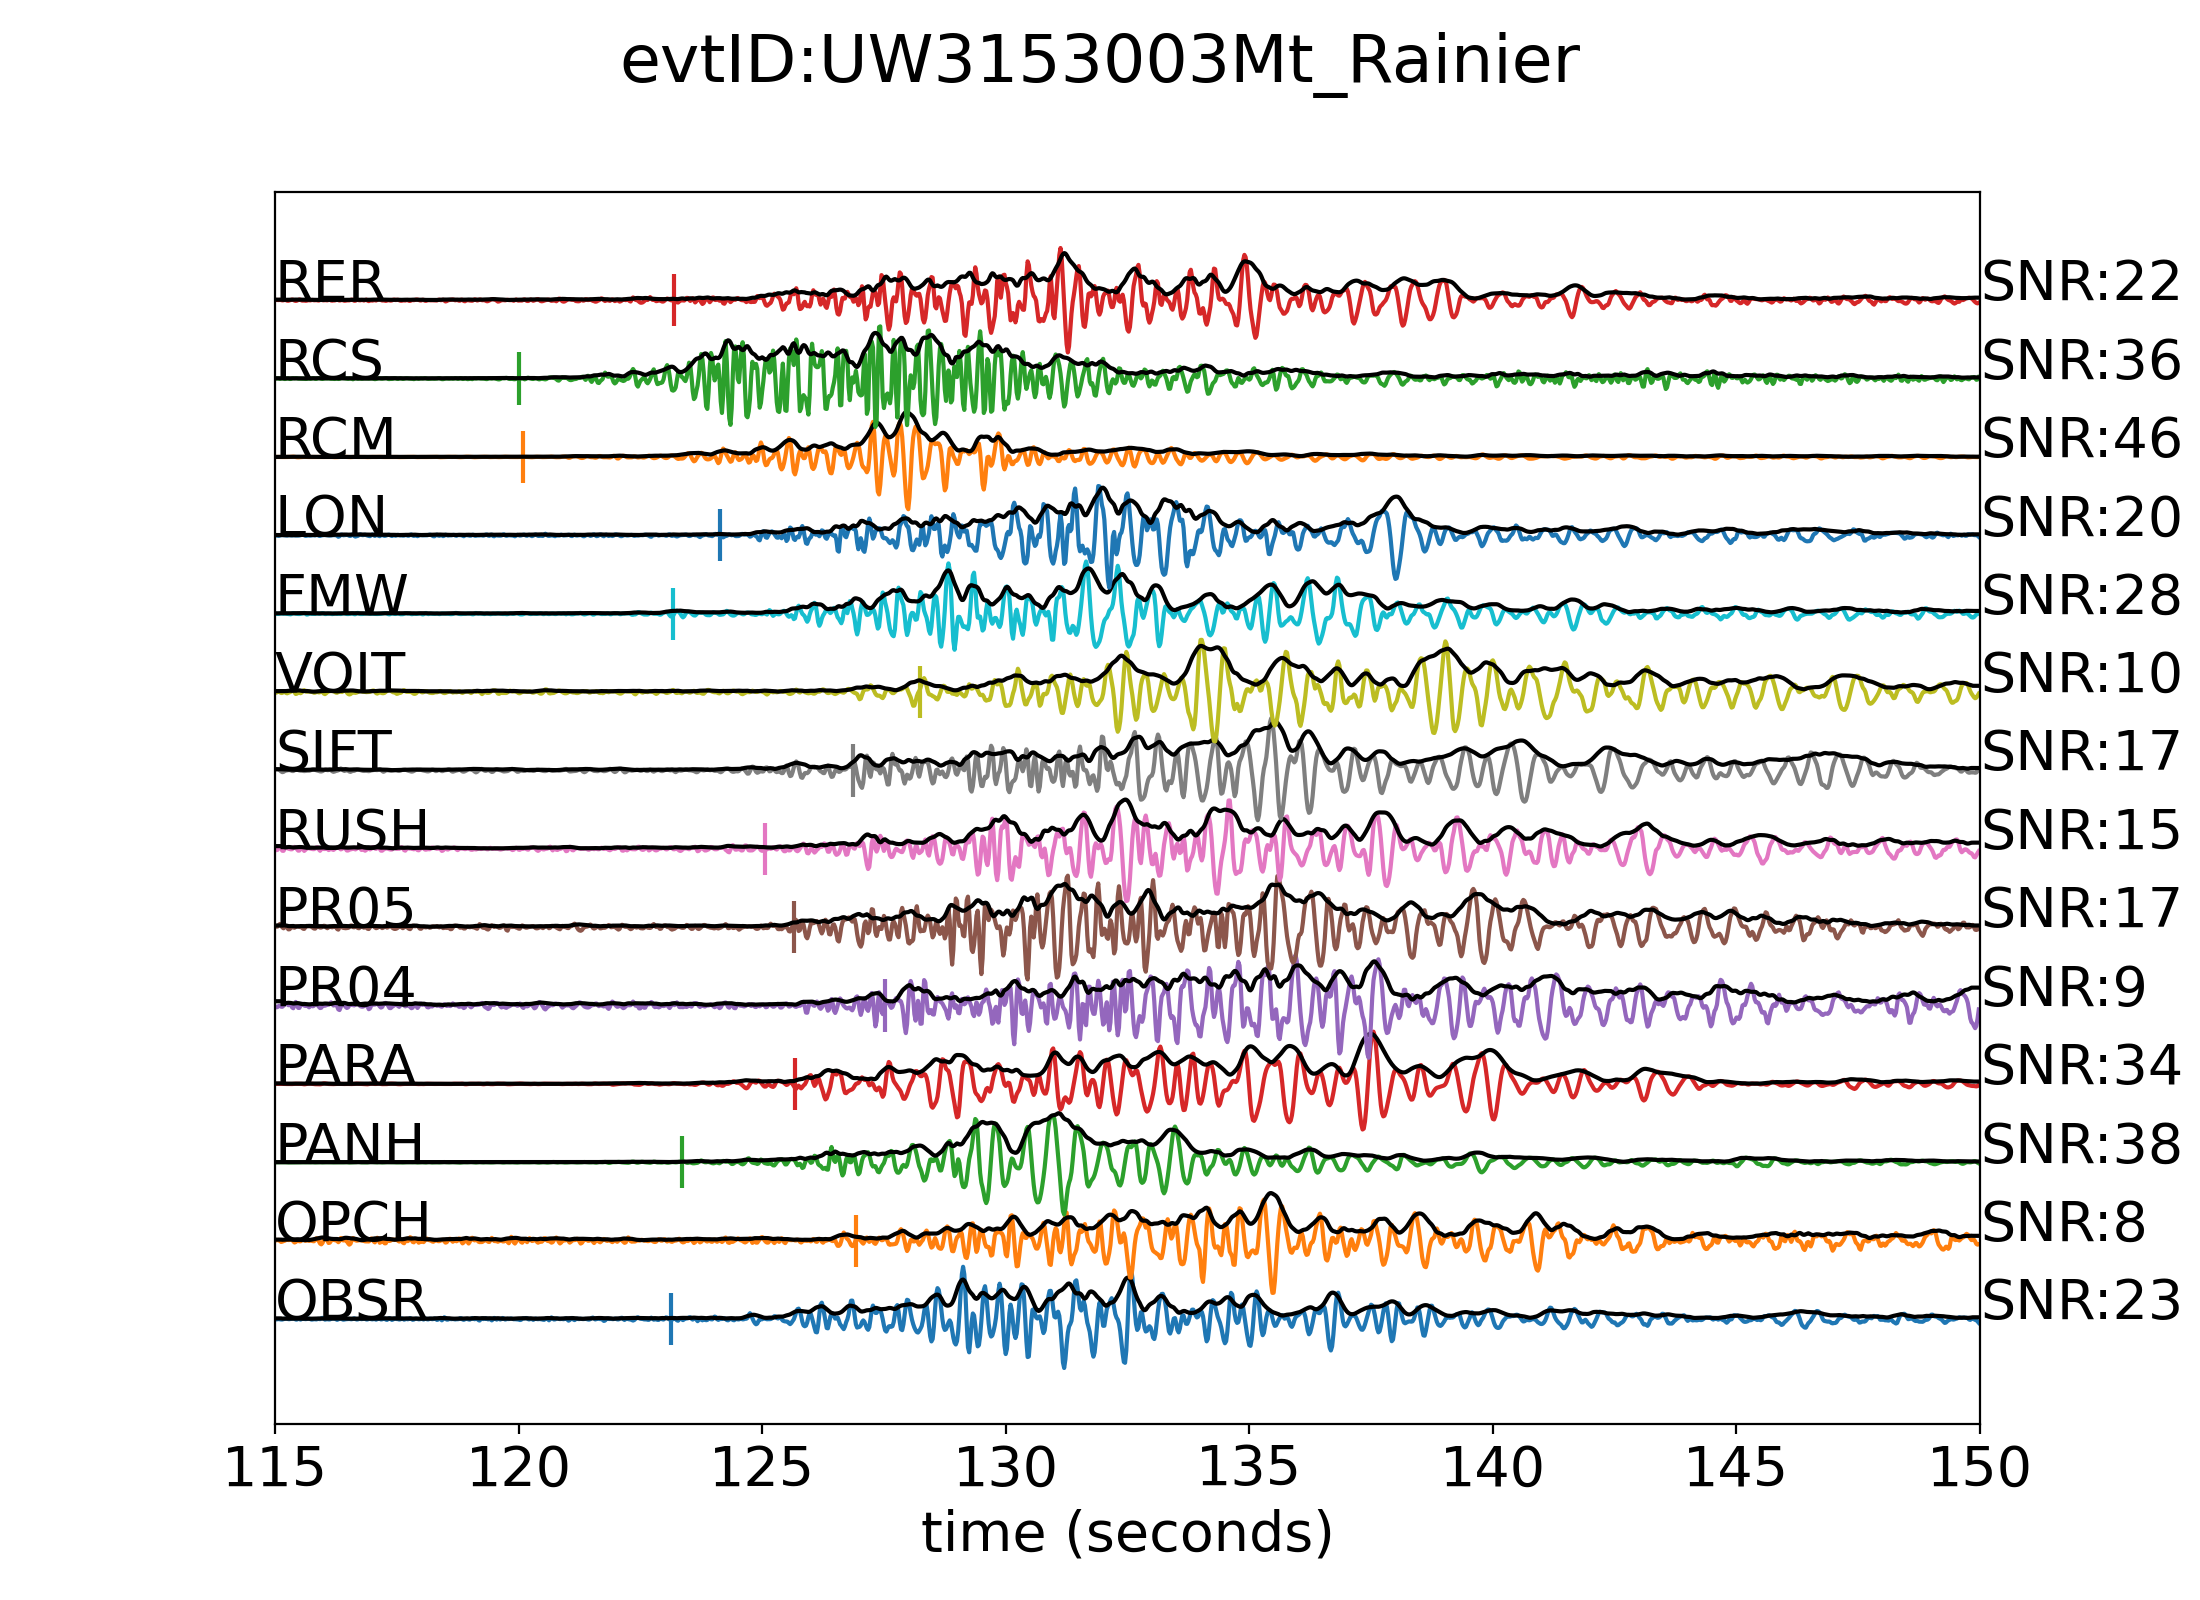 evtID:UW3153003Mt_Rainier
RER SNR:22
RCS SNR:36
RCM SNR:46
LON SNR:20
FMW SNR:28
VOIT SNR:10
SIFT SNR:17
RUSH SNR:15
PR05 SNR:17
PR04 SNR:9
PARA SNR:34
PANH SNR:38
OPCH SNR:8
OBSR SNR:23
115 120 125 130 135 140 145 150
time (seconds)